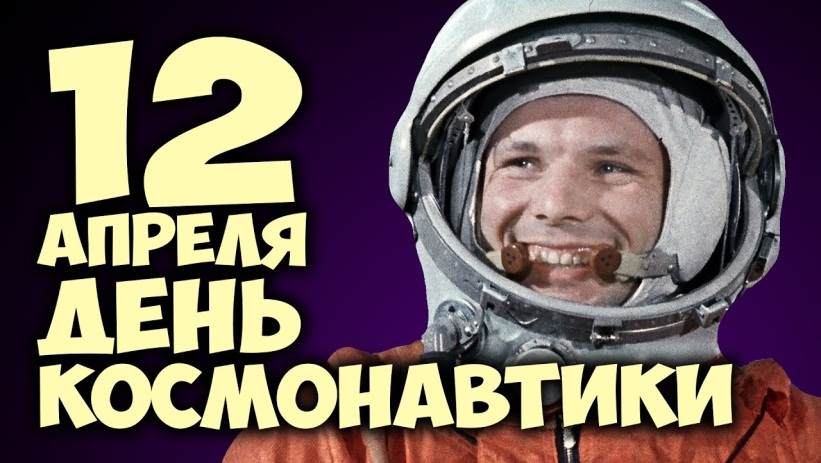 12
АПРЕЛЯ
ДЕНЬ
КОСМОНАВТИКИ